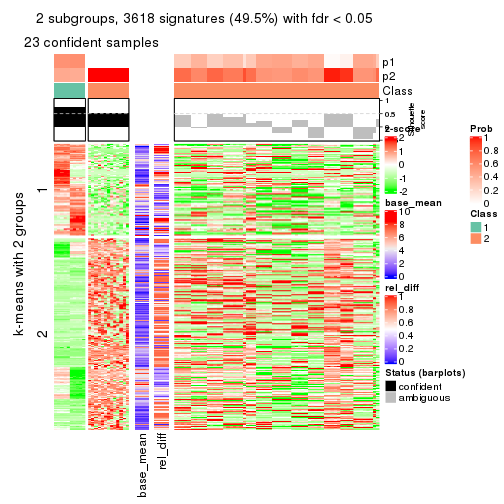 2 subgroups, 3618 signatures (49.5%) with fdr < 0.05
23 confident samples
p1
p2
Class
1
0.5
Silhouette
score
z-score
2
1
0
-1
-2
base_mean
10
8
6
4
2
0
rel_diff
1
0.8
0.6
0.4
0.2
0
Status (barplots)
confident
ambiguous
Prob
1
0.8
0.6
0.4
0.2
0
Class
1
2
k-means with 2 groups
1
2
base_mean
rel_diff